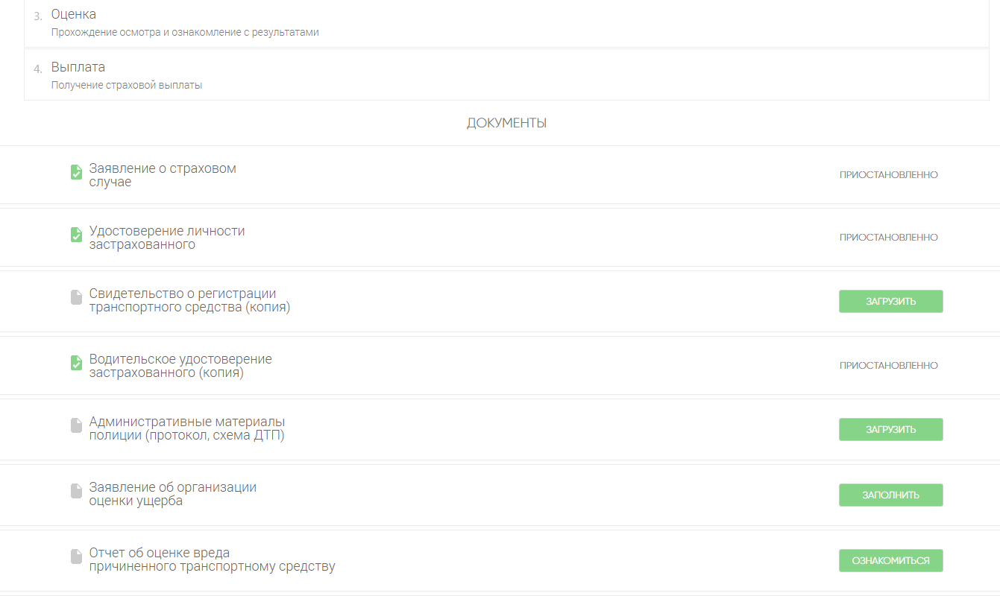 3. Оценка
Прохождение осмотра и ознакомление с результатами
4. Выплата
Получение страховой выплаты
ДОКУМЕНТЫ
Заявление о страховом
случае
ПРИОСТАНОВЛЕННО
Удостоверение личности
застрахованного
ПРИОСТАНОВЛЕННО
Свидетельство о регистрации
транспортного средства (копия)
ЗАГРУЗИТЬ
Водительское удостоверение
застрахованного (копия)
ПРИОСТАНОВЛЕННО
Административные материалы
полиции (протокол, схема ДТП)
ЗАГРУЗИТЬ
Заявление об организации
оценки ущерба
ЗАПОЛНИТЬ
Отчет об оценке вреда
причиненного транспортному средству
ОЗНАКОМИТЬСЯ